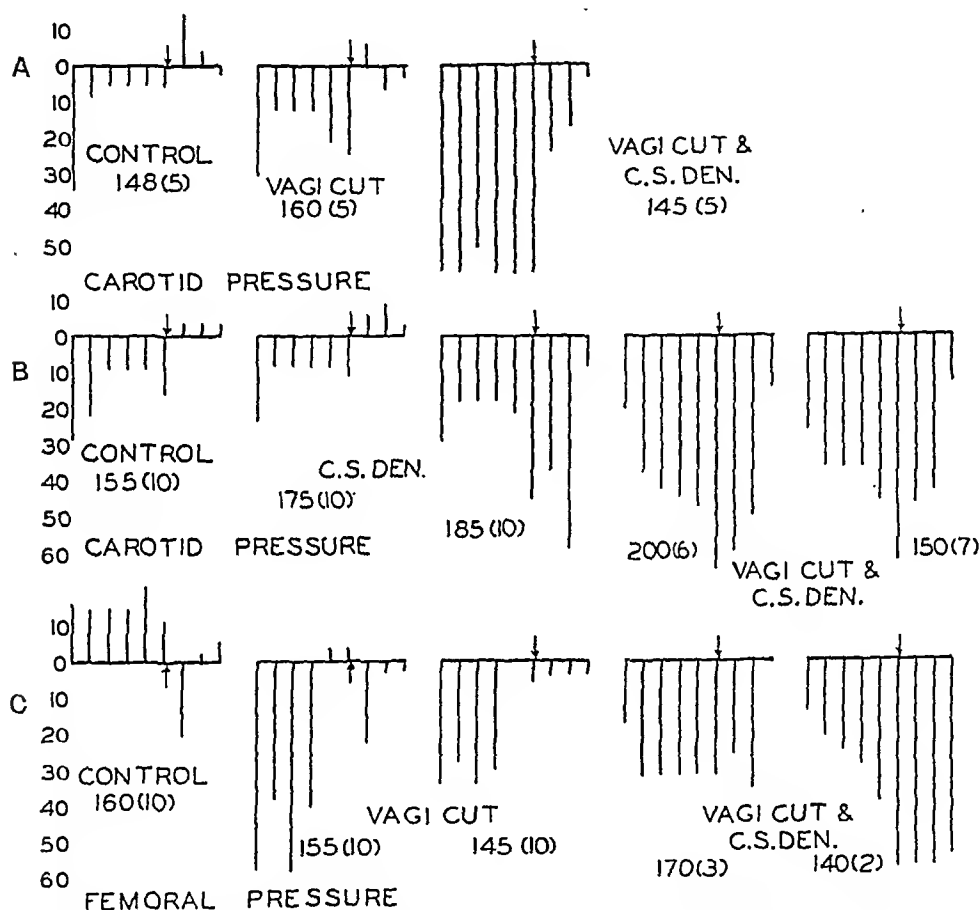 A
10
0
10
20
30
40
50
CONTROL
148(5)
VAGI CUT
160(5)
VAGI CUT &
C.S. DEN.
145(5)
CAROTID PRESSURE
B
10
0
10
20
30
40
50
60
CONTROL
155(10)
C.S. DEN.
175(10)
185(10)
200(6)
VAGI CUT &
C.S. DEN.
150(7)
CAROTID PRESSURE
C
10
0
10
20
30
40
50
60
CONTROL
160(10)
VAGI CUT
155(10)
145(10)
VAGI CUT &
C.S. DEN.
170(3)
140(2)
FEMORAL PRESSURE